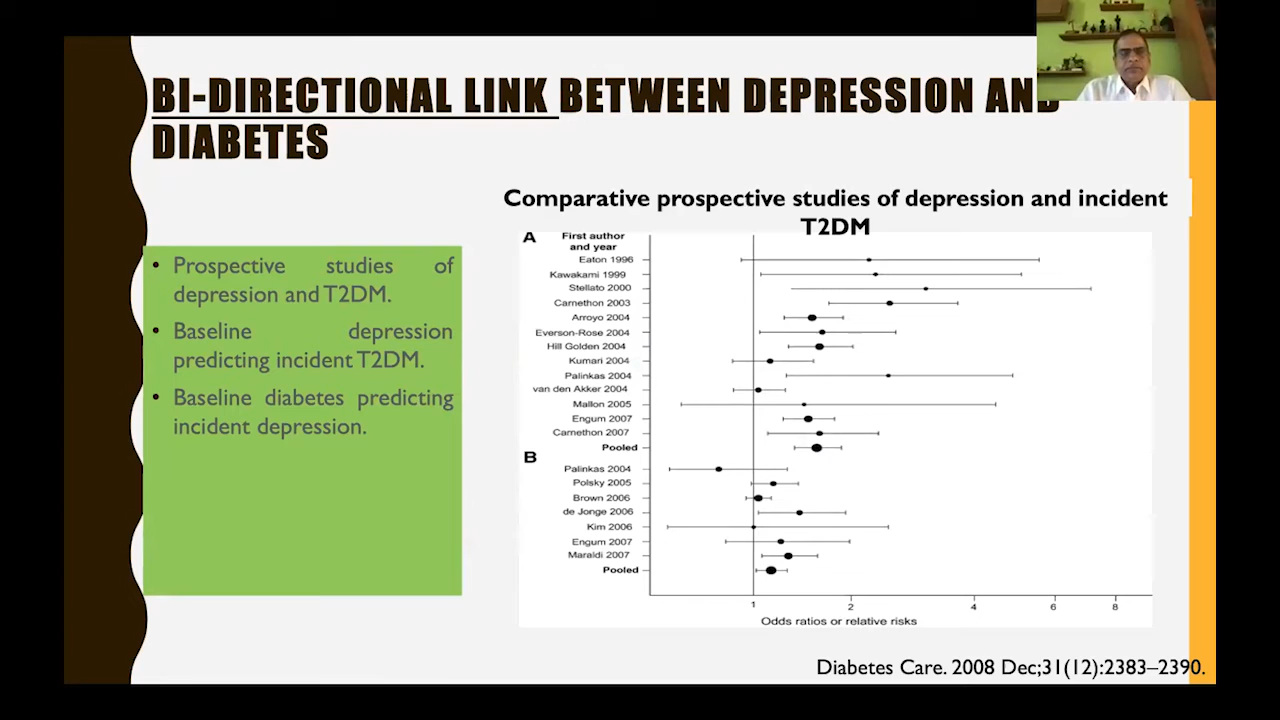 BI-DIRECTIONAL LINK BETWEEN DEPRESSION AND
DIABETES
Comparative prospective studies of depression and incident
T2DM
• Prospective studies of
depression and T2DM.
• Baseline depression
predicting incident T2DM.
• Baseline diabetes predicting
incident depression.
A First author
and year
Eaton 1996
Kawakami 1999
Stellato 2000
Carnethon 2003
Arroyo 2004
Everson-Rose 2004
Hill Golden 2004
Kumari 2004
Palinkas 2004
van den Akker 2004
Mallon 2005
Engum 2007
Carnethon 2007
Pooled
B
Palinkas 2004
Polsky 2005
Brown 2006
de Jonge 2006
Kim 2006
Engum 2007
Maraldi 2007
Pooled
1 2 4 6 8
Odds ratios or relative risks
Diabetes Care. 2008 Dec;31(12):2383–2390.